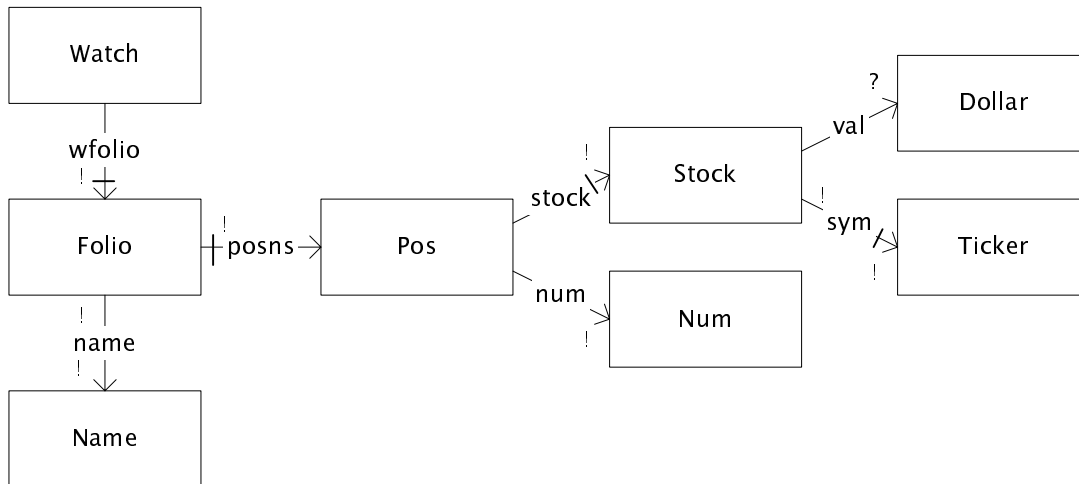 Watch
wfolio
!
Folio
!
posns
Pos
!
name
!
Name
!
stock
Stock
num
!
Num
?
val
Dollar
!
sym
!
Ticker